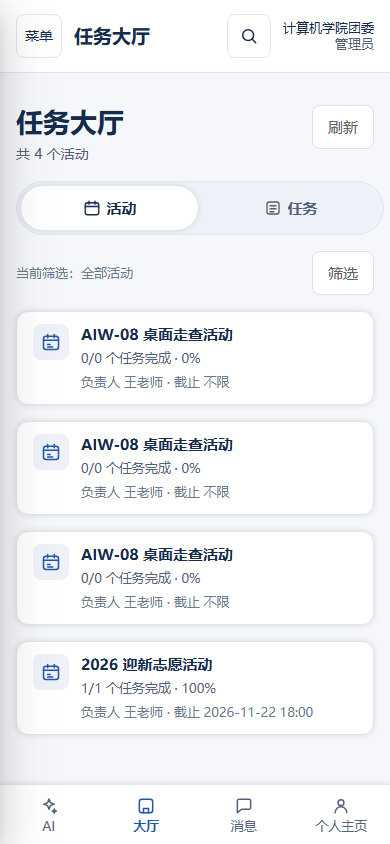 菜单 任务大厅 计算机学院团委
管理员
任务大厅 刷新
共 4 个活动
活动 任务
当前筛选：全部活动 筛选
AIW-08 桌面走查活动
0/0 个任务完成 · 0%
负责人 王老师 · 截止 不限
AIW-08 桌面走查活动
0/0 个任务完成 · 0%
负责人 王老师 · 截止 不限
AIW-08 桌面走查活动
0/0 个任务完成 · 0%
负责人 王老师 · 截止 不限
2026 迎新志愿活动
1/1 个任务完成 · 100%
负责人 王老师 · 截止 2026-11-22 18:00
AI 大厅 消息 个人主页